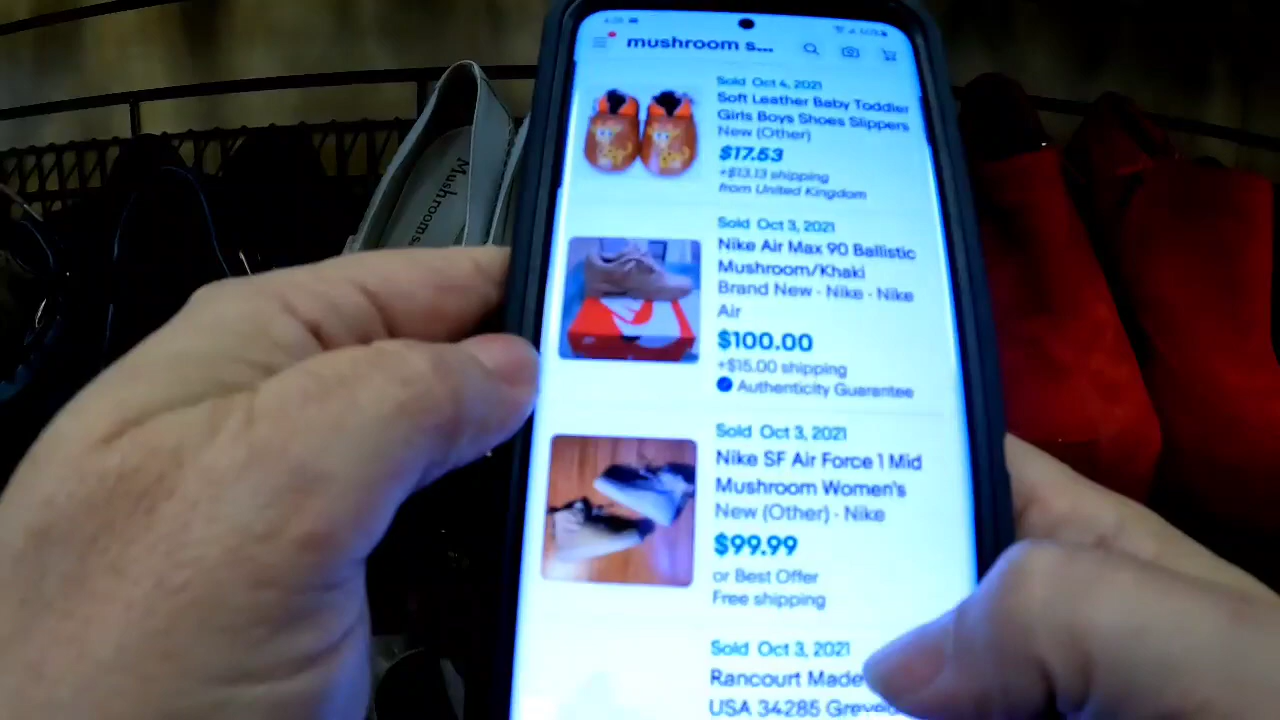 mushroom s...
Sold Oct 4, 2021
Soft Leather Baby Toddler
Girls Boys Shoes Slippers
New (Other)
$17.53
+$13.13 shipping
from United Kingdom
Sold Oct 3, 2021
Nike Air Max 90 Ballistic
Mushroom/Khaki
Brand New · Nike · Nike
Air
$100.00
+$15.00 shipping
Authenticity Guarantee
Sold Oct 3, 2021
Nike SF Air Force 1 Mid
Mushroom Women's
New (Other) · Nike
$99.99
or Best Offer
Free shipping
Sold Oct 3, 2021
Rancourt Made
USA 34285
Mushrooms